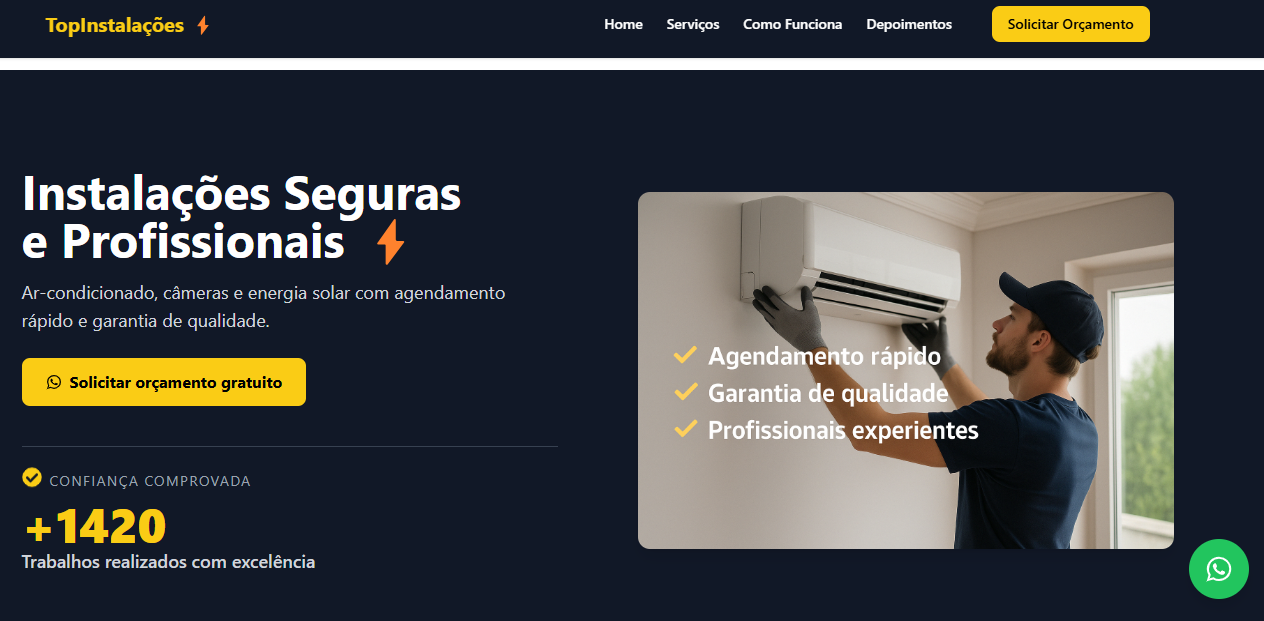 TopInstalações
Home Serviços Como Funciona Depoimentos Solicitar Orçamento
Instalações Seguras
e Profissionais
Ar-condicionado, câmeras e energia solar com agendamento
rápido e garantia de qualidade.
Solicitar orçamento gratuito
CONFIANÇA COMPROVADA
+1420
Trabalhos realizados com excelência
Agendamento rápido
Garantia de qualidade
Profissionais experientes